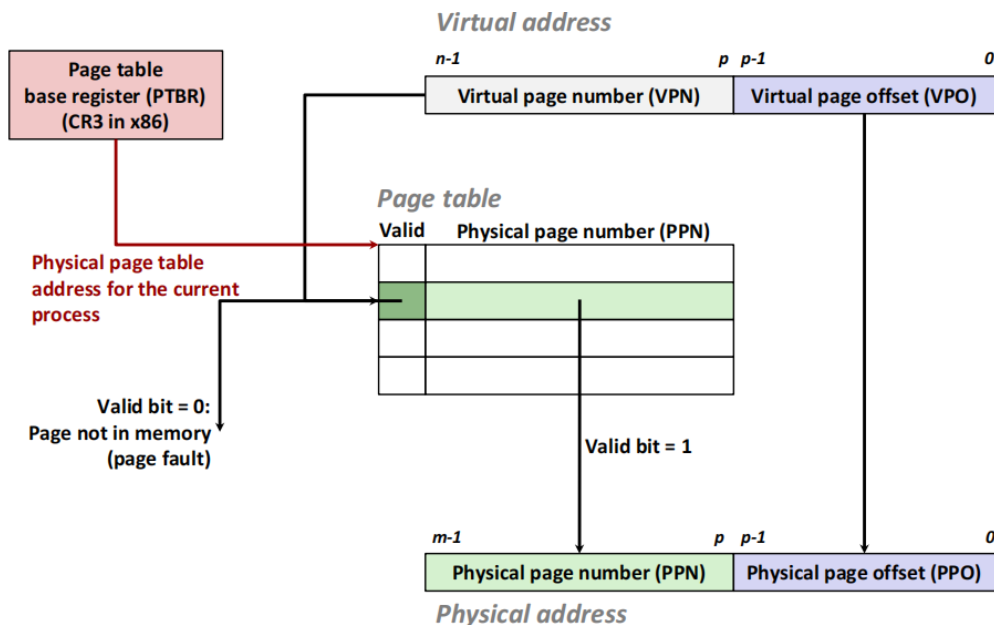 Virtual address
Page table
base register (PTBR)
(CR3 in x86)
n-1
p
p-1
0
Virtual page number (VPN)
Virtual page offset (VPO)
Page table
Valid
Physical page number (PPN)
Physical page table
address for the current
process
Valid bit = 0:
Page not in memory
(page fault)
Valid bit = 1
m-1
p
p-1
0
Physical page number (PPN)
Physical page offset (PPO)
Physical address